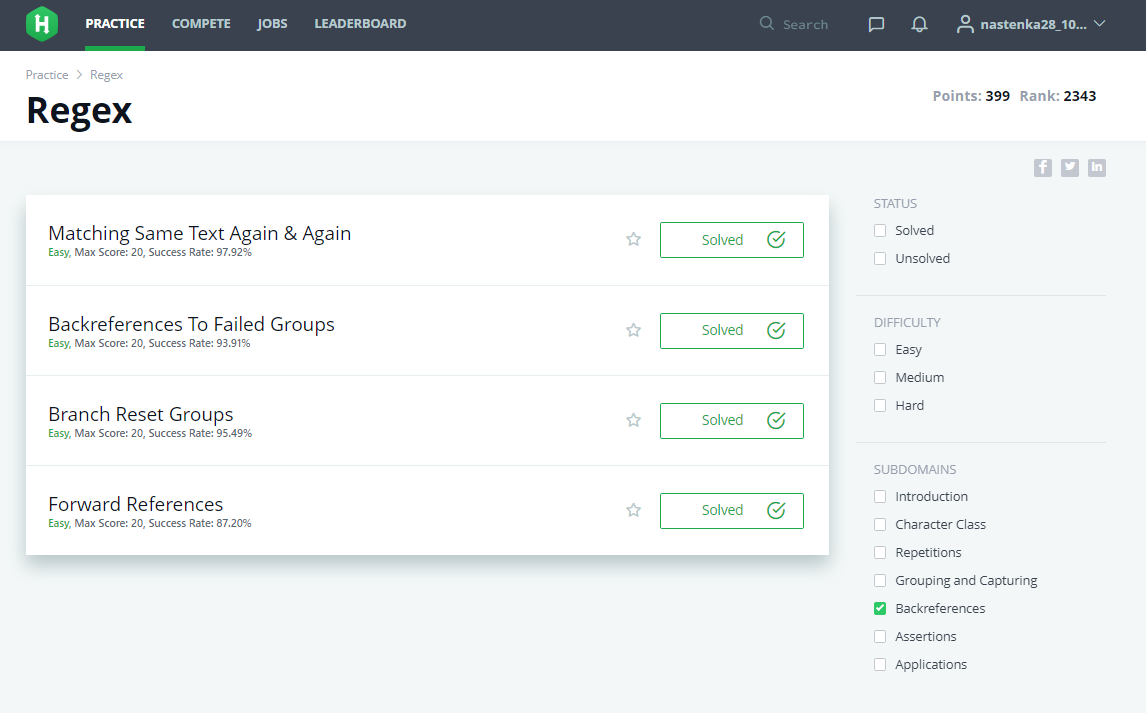 H PRACTICE COMPETE JOBS LEADERBOARD Search nastenka28_10...
Practice > Regex
Regex
Points: 399 Rank: 2343
f in
Matching Same Text Again & Again
Easy, Max Score: 20, Success Rate: 97.92%
Solved
Backreferences To Failed Groups
Easy, Max Score: 20, Success Rate: 93.91%
Solved
Branch Reset Groups
Easy, Max Score: 20, Success Rate: 95.49%
Solved
Forward References
Easy, Max Score: 20, Success Rate: 87.20%
Solved
STATUS
Solved
Unsolved
DIFFICULTY
Easy
Medium
Hard
SUBDOMAINS
Introduction
Character Class
Repetitions
Grouping and Capturing
Backreferences
Assertions
Applications